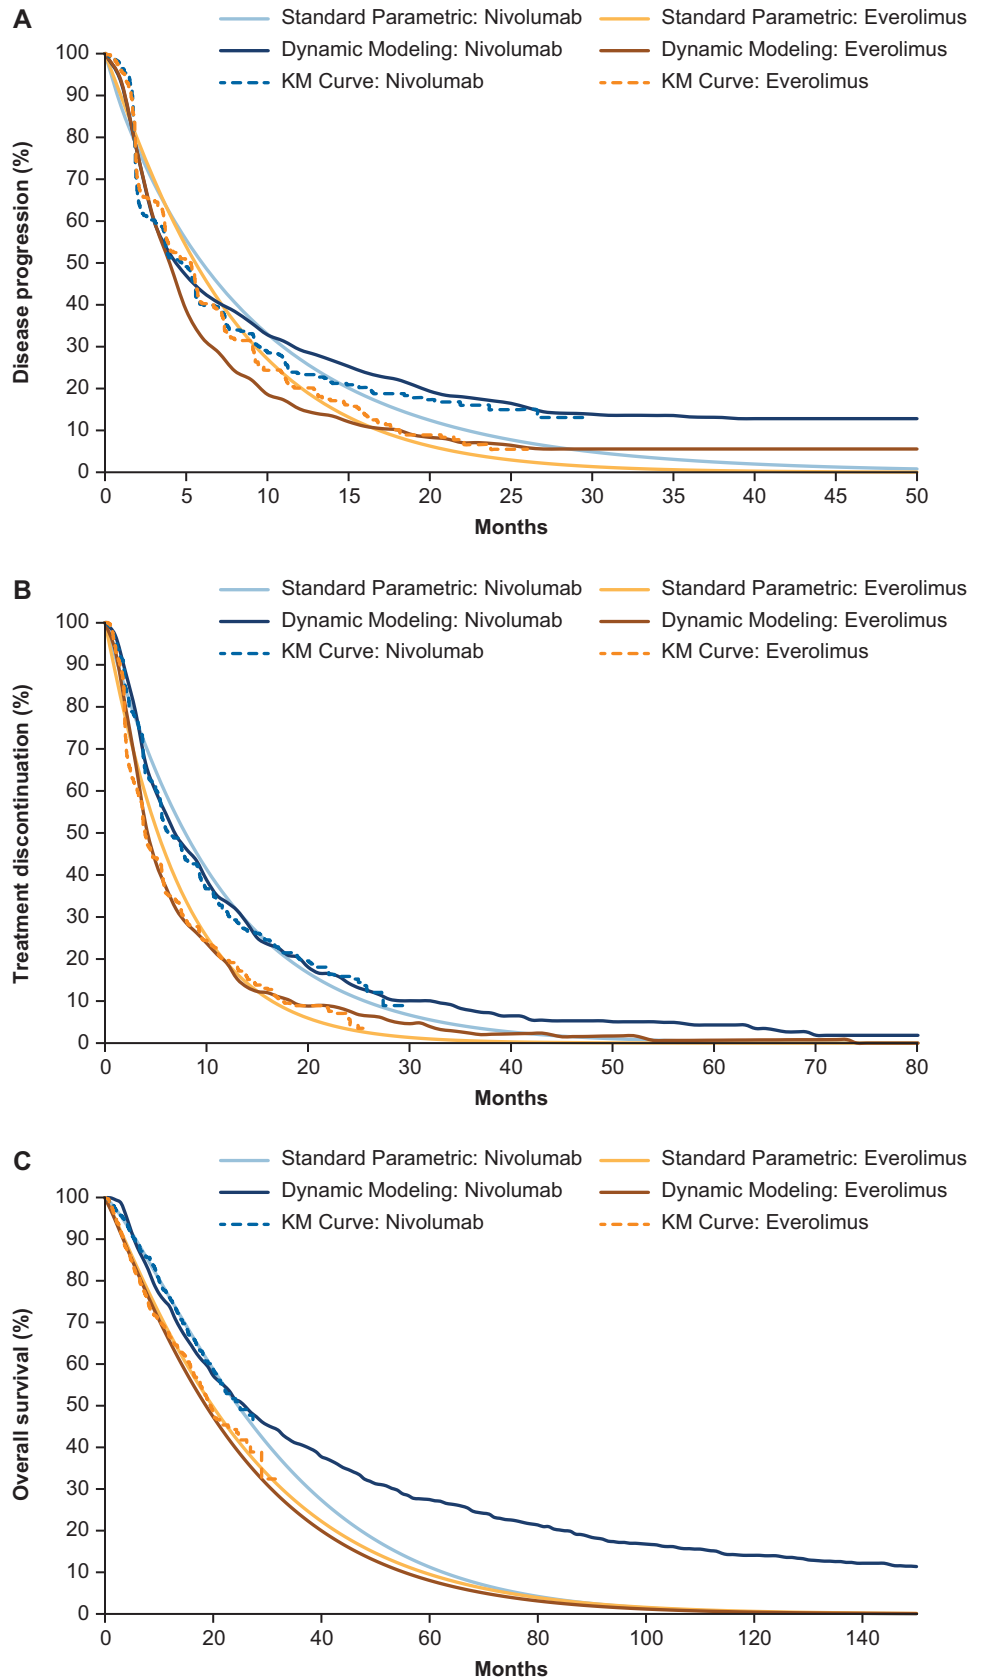 A
Standard Parametric: Nivolumab Standard Parametric: Everolimus
Dynamic Modeling: Nivolumab Dynamic Modeling: Everolimus
KM Curve: Nivolumab KM Curve: Everolimus
Disease progression (%)
100
90
80
70
60
50
40
30
20
10
0
0 5 10 15 20 25 30 35 40 45 50
Months
B
Standard Parametric: Nivolumab Standard Parametric: Everolimus
Dynamic Modeling: Nivolumab Dynamic Modeling: Everolimus
KM Curve: Nivolumab KM Curve: Everolimus
Treatment discontinuation (%)
100
90
80
70
60
50
40
30
20
10
0
0 10 20 30 40 50 60 70 80
Months
C
Standard Parametric: Nivolumab Standard Parametric: Everolimus
Dynamic Modeling: Nivolumab Dynamic Modeling: Everolimus
KM Curve: Nivolumab KM Curve: Everolimus
Overall survival (%)
100
90
80
70
60
50
40
30
20
10
0
0 20 40 60 80 100 120 140
Months